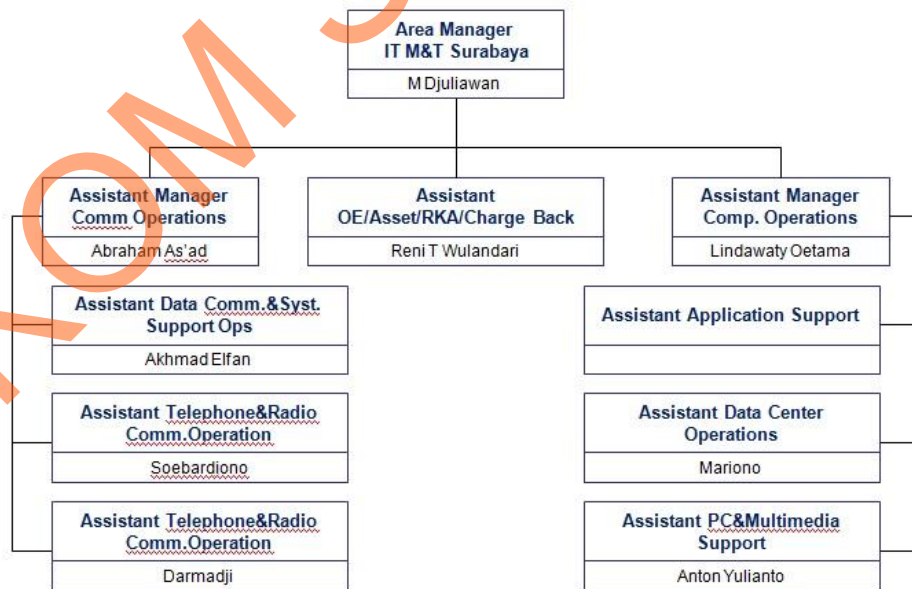 Area Manager
IT M&T Surabaya
M Djuliawan
Assistant Manager
Comm Operations
Abraham As'ad
Assistant
OE/Asset/RKA/Charge Back
Reni T Wulandari
Assistant Manager
Comp. Operations
Lindawaty Oetama
Assistant Data Comm.&Syst.
Support Ops
Akhmad Elfan
Assistant Application Support
Assistant Telephone&Radio
Comm.Operation
Soebardiono
Assistant Data Center
Operations
Mariono
Assistant Telephone&Radio
Comm.Operation
Darmadji
Assistant PC&Multimedia
Support
Anton Yulianto